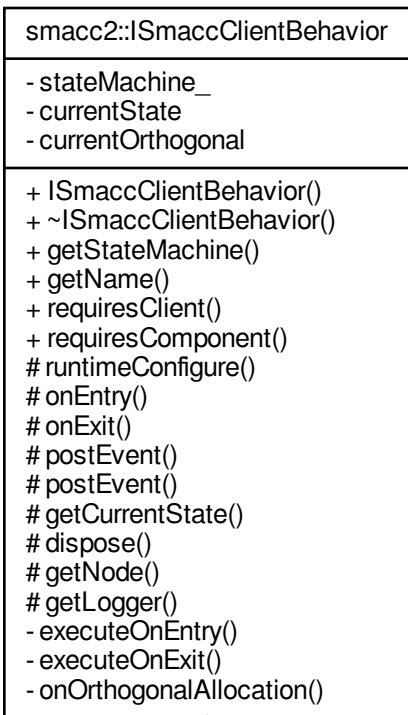 smacc2::ISmaccClientBehavior
- stateMachine_
- currentState
- currentOrthogonal
+ ISmaccClientBehavior()
+ ~ISmaccClientBehavior()
+ getStateMachine()
+ getName()
+ requiresClient()
+ requiresComponent()
# runtimeConfigure()
# onEntry()
# onExit()
# postEvent()
# postEvent()
# getCurrentState()
# dispose()
# getNode()
# getLogger()
- executeOnEntry()
- executeOnExit()
- onOrthogonalAllocation()